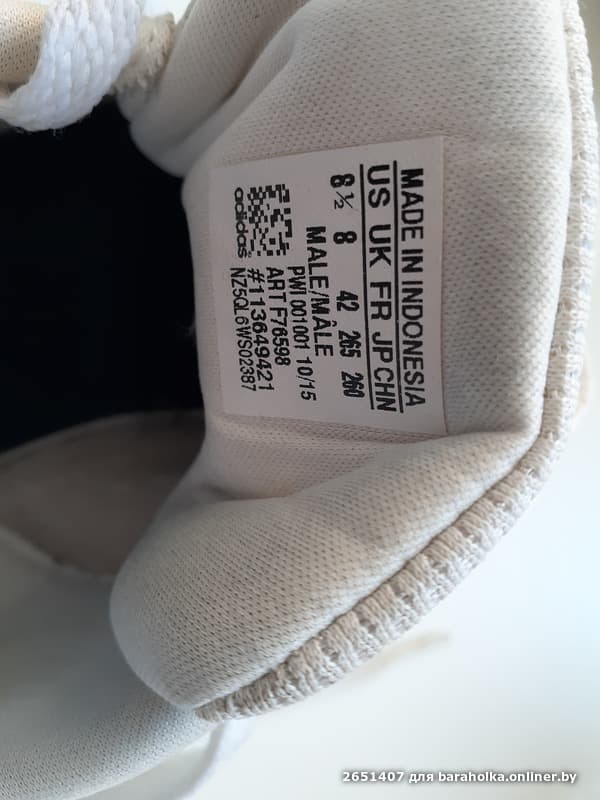 MADE IN INDONESIA
US UK FR JP CHN
8½ 8 42 265 260
MALE/MÂLE
PWI 001001 10/15
ART F76598
#113649421
NZ5QL6WS02387
adidas
2651407 для baraholka.onliner.by